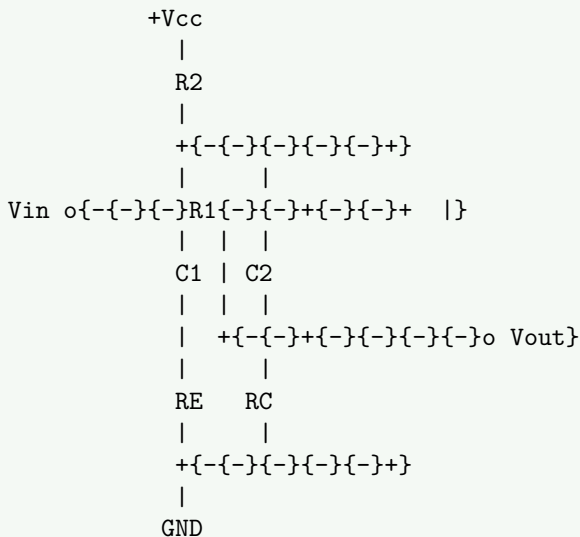 +Vcc
|
R2
|
+{-{-}{-}{-}{-}+}
| |
Vin o{-{-}{-}R1{-}{-}+{-}{-}+ |}
| | |
C1 | C2
| | |
| +{-{-}+{-}{-}{-}{-}o Vout}
| |
RE RC
| |
+{-{-}{-}{-}{-}+}
|
GND